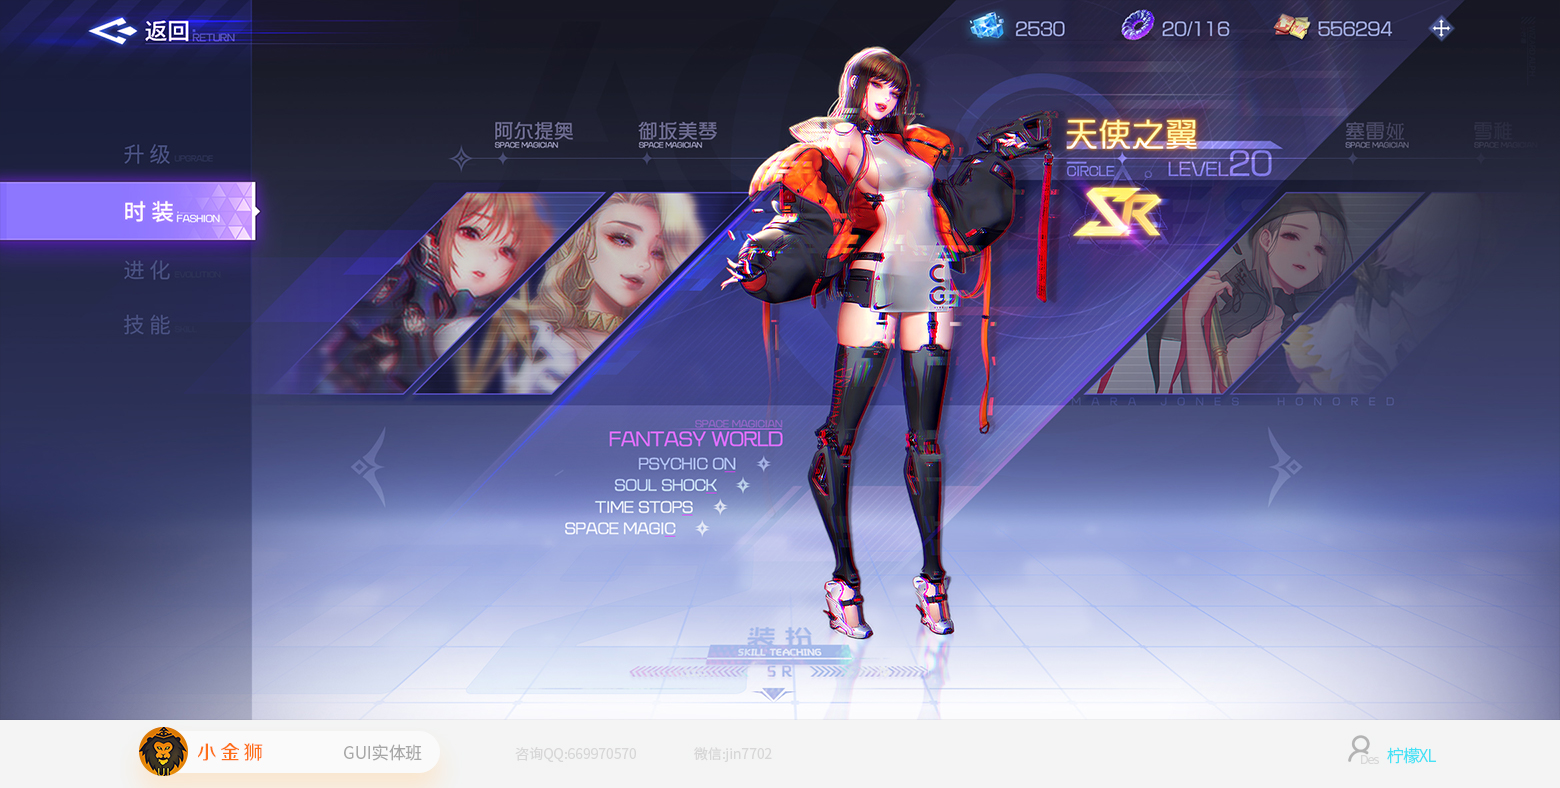 返回 RETURN
2530
20/116
556294
阿尔提奥
SPACE MAGICIAN
御坂美琴
SPACE MAGICIAN
天使之翼
CIRCLE
LEVEL20
SR
塞雷娅
SPACE MAGICIAN
雪雅
SPACE MAGICIAN
升级 UPGRADE
时装 FASHION
进化 EVOLUTION
技能
CG
MARA JONES HONORED
SPACE MAGICIAN
FANTASY WORLD
PSYCHIC ON
SOUL SHOCK
TIME STOPS
SPACE MAGIC
装扮
SKILL TEACHING
SR
小金狮
GUI实体班
咨询QQ:669970570
微信:jin7702
Des
柠檬XL